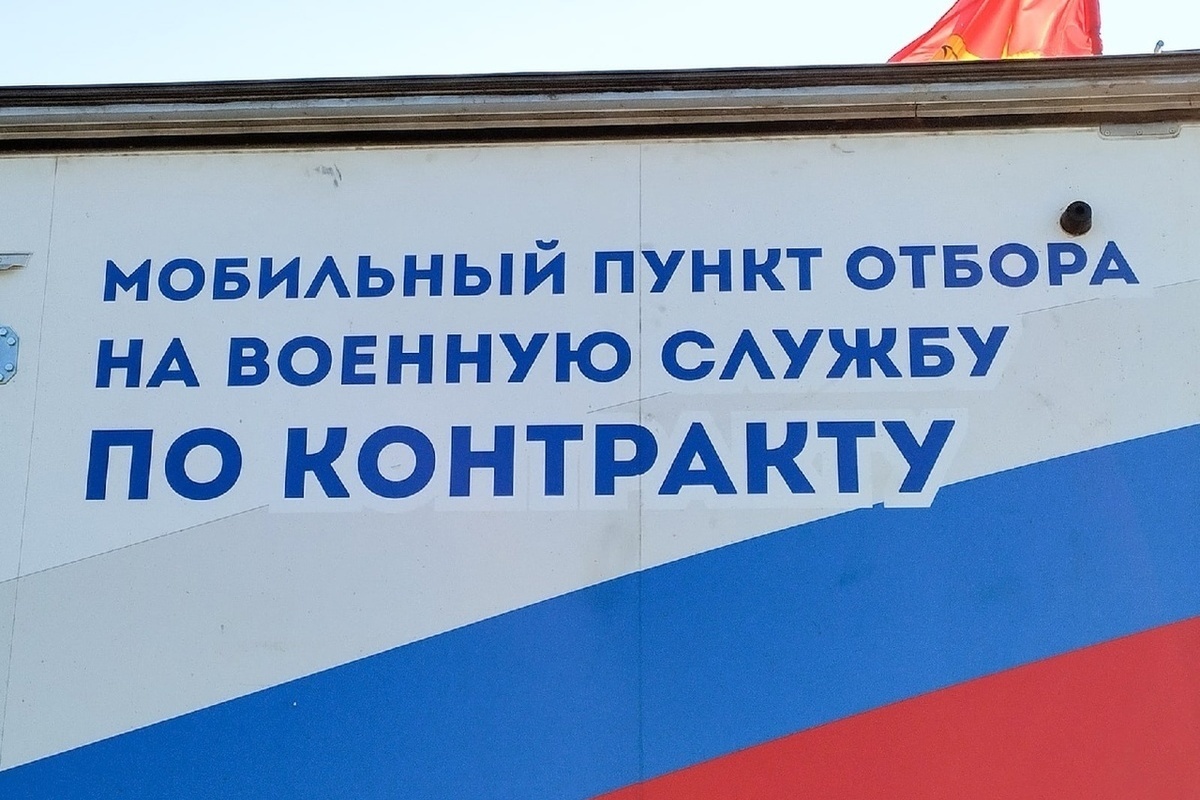 МОБИЛЬНЫЙ ПУНКТ ОТБОРА
НА ВОЕННУЮ СЛУЖБУ
ПО КОНТРАКТУ